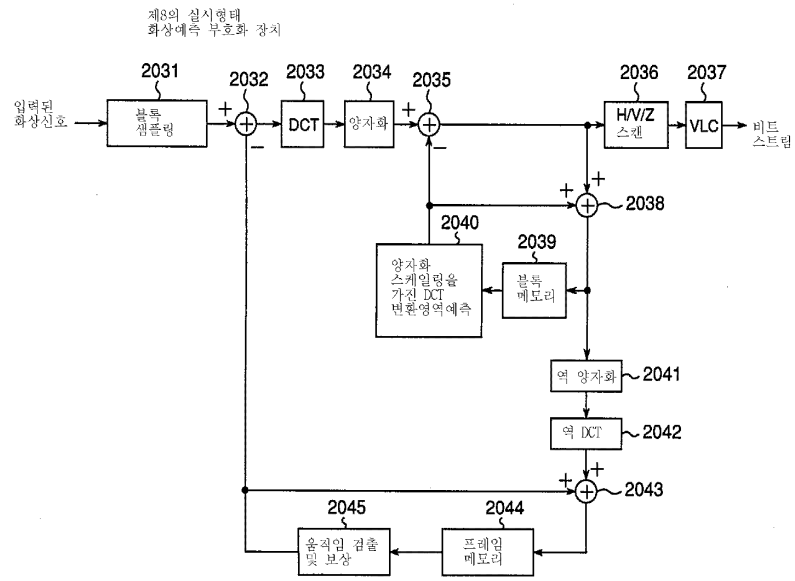 제8의 실시형태
화상예측 부호화 장치
2031
2032
2033
2034
2035
2036
2037
입력된
화상신호
블록
샘플링
+
−
DCT
양자화
+
−
H/V/Z
스캔
VLC
비트
스트림
+
+
2038
2040
2039
양자화
스케일링을
가진 DCT
변환영역예측
블록
메모리
역 양자화
2041
역 DCT
2042
+
+
2043
2045
2044
움직임 검출
및 보상
프레임
메모리